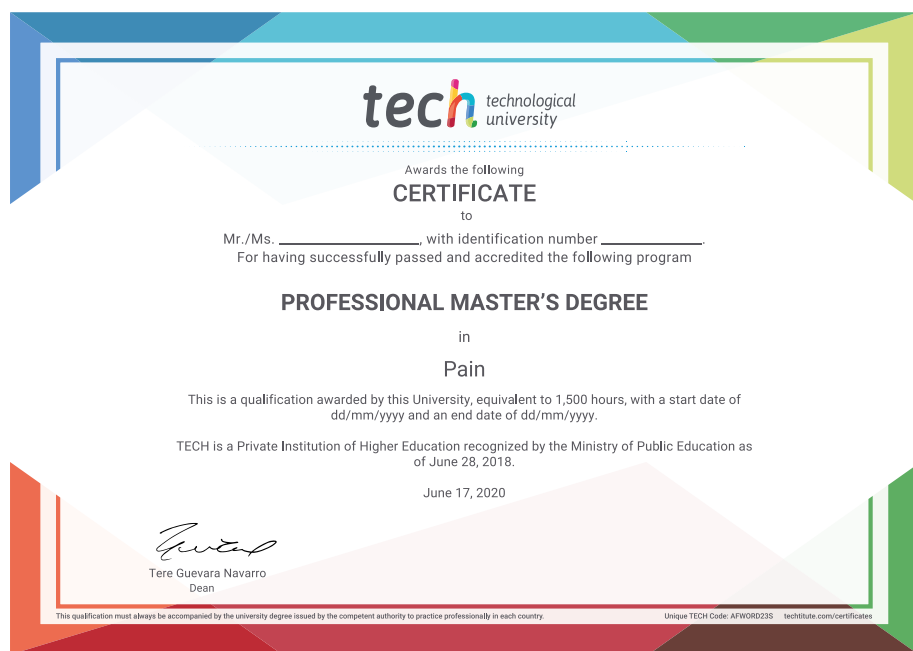 tech technological
university
Awards the following
CERTIFICATE
to
Mr./Ms. ____________________, with identification number ______________.
For having successfully passed and accredited the following program
PROFESSIONAL MASTER'S DEGREE
in
Pain
This is a qualification awarded by this University, equivalent to 1,500 hours, with a start date of
dd/mm/yyyy and an end date of dd/mm/yyyy.
TECH is a Private Institution of Higher Education recognized by the Ministry of Public Education as
of June 28, 2018.
June 17, 2020
Tere Guevara Navarro
Dean
This qualification must always be accompanied by the university degree issued by the competent authority to practice professionally in each country.
Unique TECH Code: AFWORD23S techtitute.com/certificates